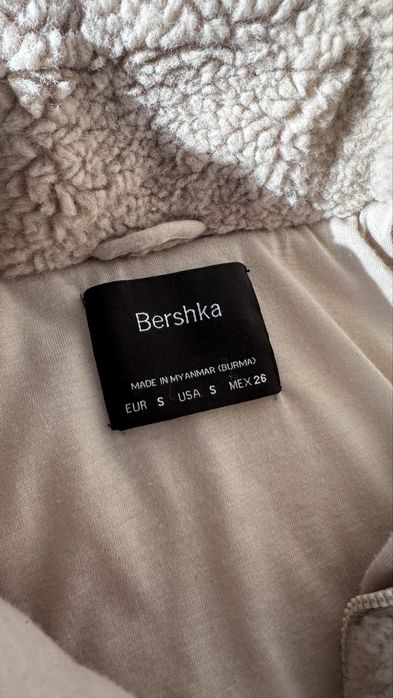 Bershka
MADE IN MYANMAR (BURMA)
EUR S USA S MEX 26